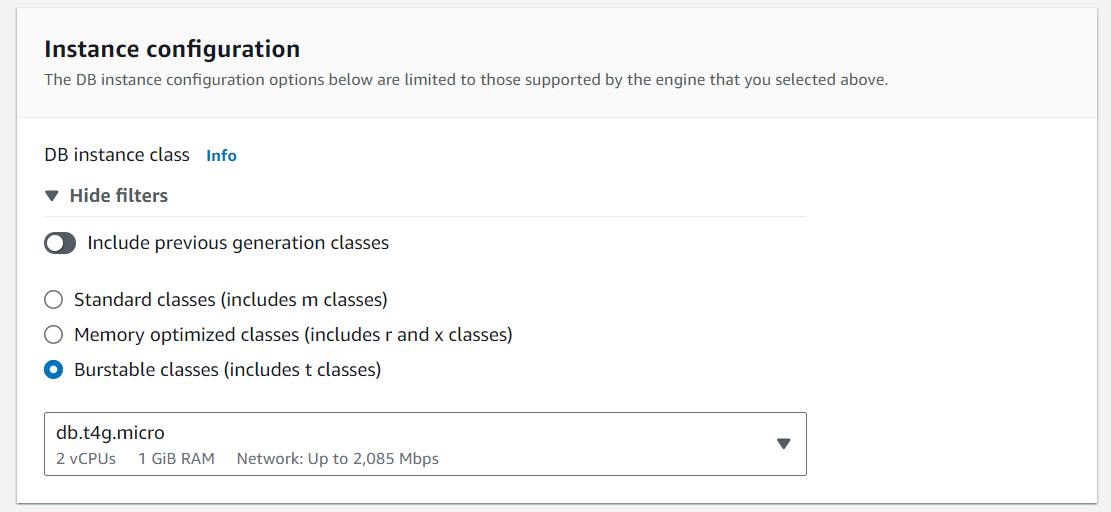 Instance configuration
The DB instance configuration options below are limited to those supported by the engine that you selected above.
DB instance class Info
Hide filters
Include previous generation classes
Standard classes (includes m classes)
Memory optimized classes (includes r and x classes)
Burstable classes (includes t classes)
db.t4g.micro
2 vCPUs 1 GiB RAM Network: Up to 2,085 Mbps